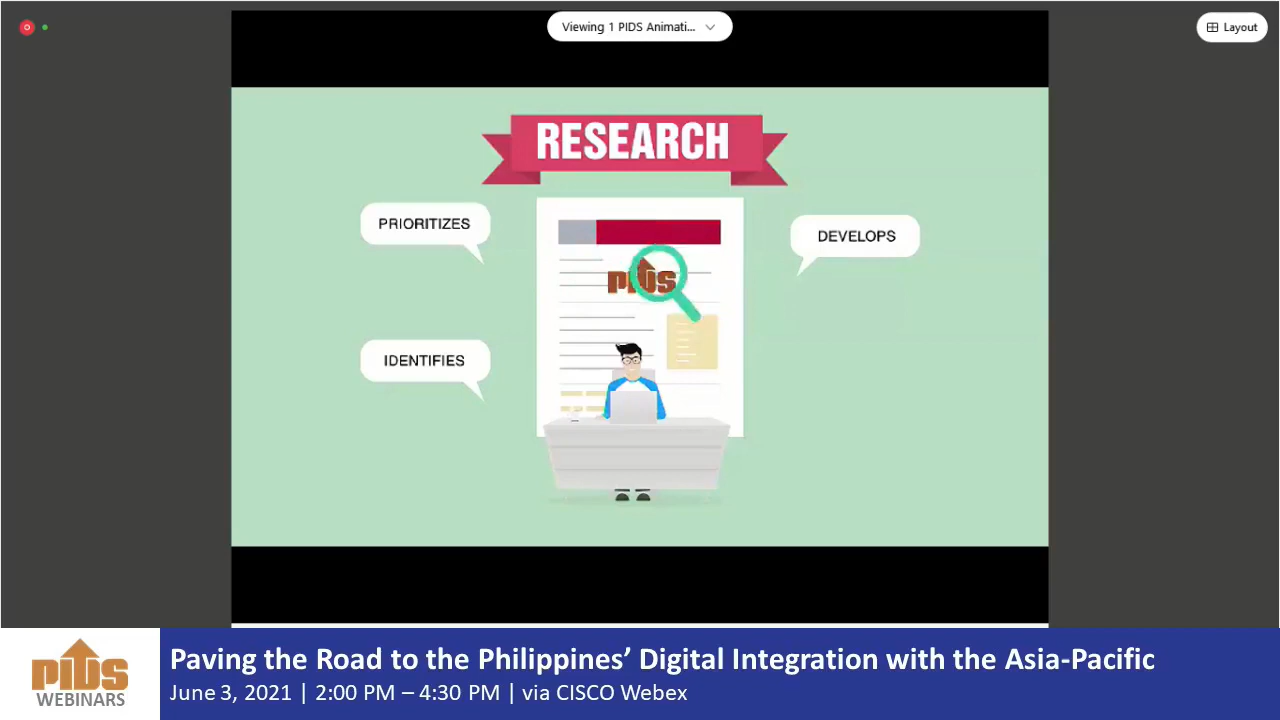 Viewing 1 PIDS Animati...
Layout
RESEARCH
PRIORITIZES
DEVELOPS
pids
IDENTIFIES
Paving the Road to the Philippines’ Digital Integration with the Asia-Pacific
June 3, 2021 | 2:00 PM – 4:30 PM | via CISCO Webex
pids
WEBINARS